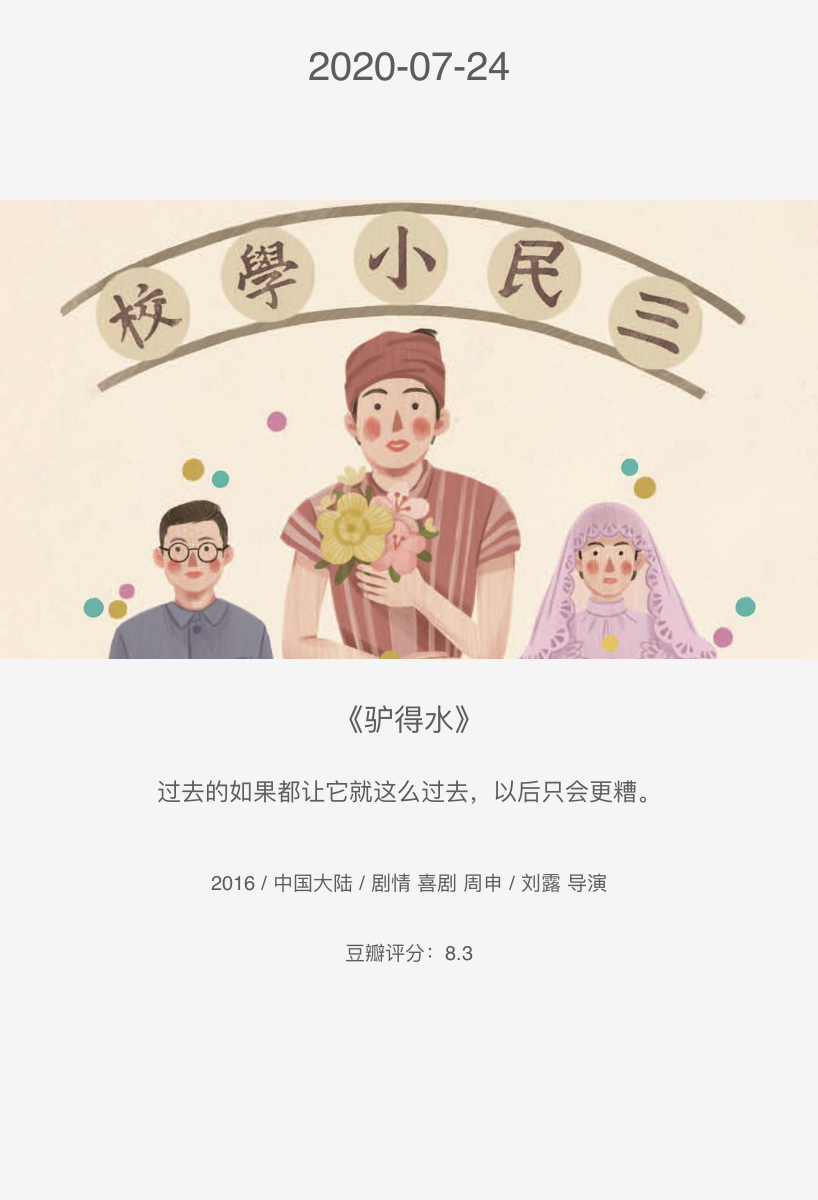 2020-07-24
三民小學校
《驴得水》
过去的如果都让它就这么过去，以后只会更糟。
2016 / 中国大陆 / 剧情 喜剧 周申 / 刘露 导演
豆瓣评分：8.3